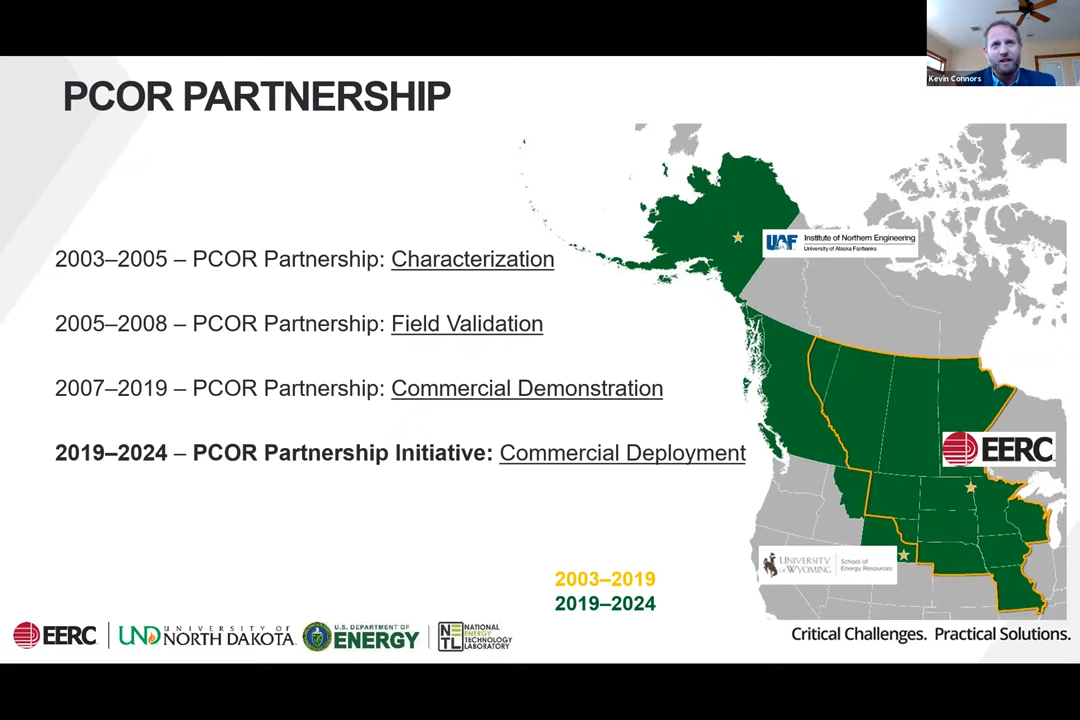 Kevin Connors
PCOR PARTNERSHIP
UAF Institute of Northern Engineering
University of Alaska Fairbanks
2003–2005 – PCOR Partnership: Characterization
2005–2008 – PCOR Partnership: Field Validation
2007–2019 – PCOR Partnership: Commercial Demonstration
2019–2024 – PCOR Partnership Initiative: Commercial Deployment
EERC
UNIVERSITY
OF WYOMING
School of
Energy Resources
2003–2019
2019–2024
EERC
UND UNIVERSITY OF
NORTH DAKOTA
U.S. DEPARTMENT OF
ENERGY
NETL
NATIONAL
ENERGY
TECHNOLOGY
LABORATORY
Critical Challenges. Practical Solutions.